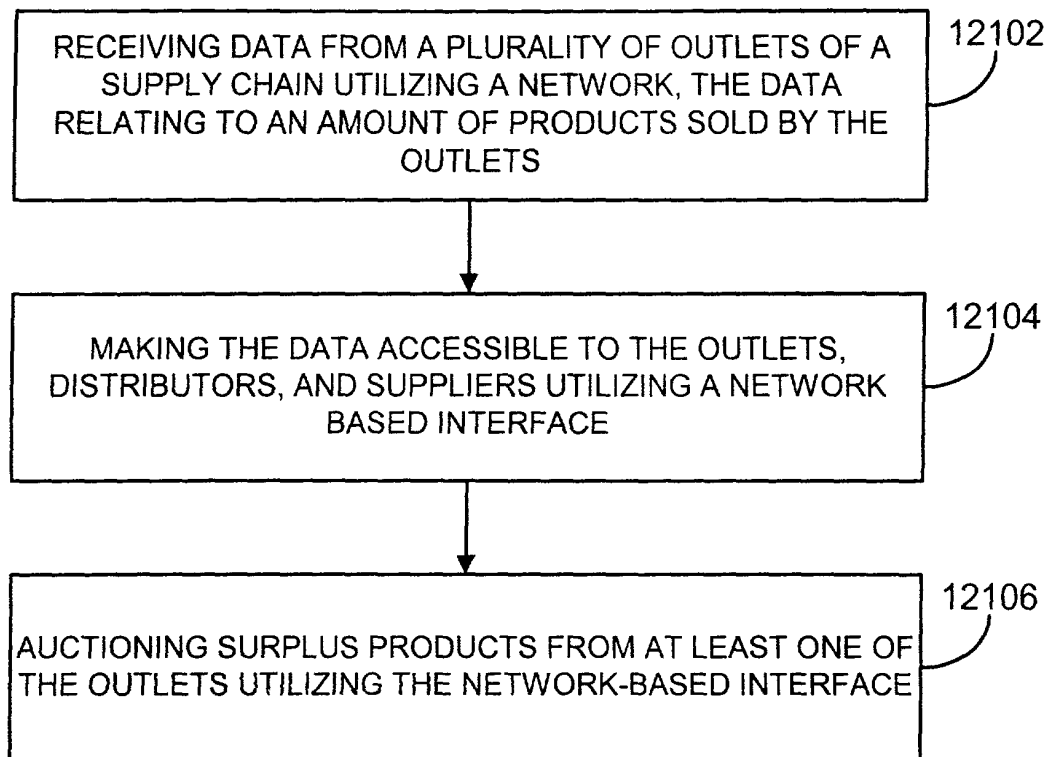 RECEIVING DATA FROM A PLURALITY OF OUTLETS OF A
SUPPLY CHAIN UTILIZING A NETWORK, THE DATA
RELATING TO AN AMOUNT OF PRODUCTS SOLD BY THE
OUTLETS
12102
MAKING THE DATA ACCESSIBLE TO THE OUTLETS,
DISTRIBUTORS, AND SUPPLIERS UTILIZING A NETWORK
BASED INTERFACE
12104
AUCTIONING SURPLUS PRODUCTS FROM AT LEAST ONE OF
THE OUTLETS UTILIZING THE NETWORK-BASED INTERFACE
12106